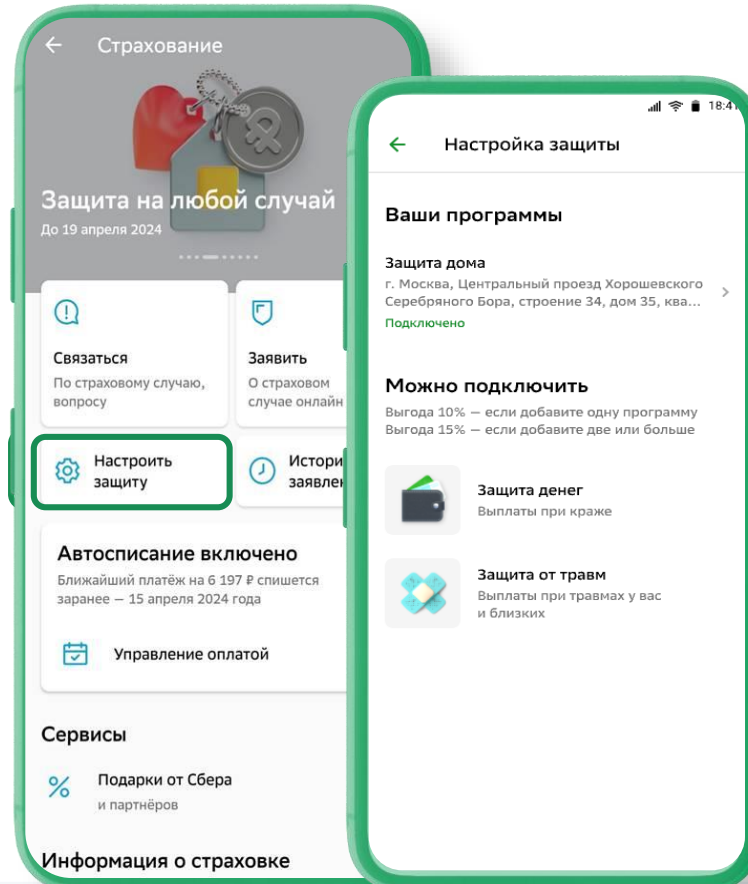 Страхование
Защита на любой случай
До 19 апреля 2024
Связаться
По страховому случаю,
вопросу
Заявить
О страховом
случае онлайн
Настроить
защиту
Автосписание включено
Ближайший платёж на 6 197 ₽ спишется
заранее — 15 апреля 2024 года
Управление оплатой
Сервисы
Подарки от Сбера
и партнёров
Информация о страховке
18:41
Настройка защиты
Ваши программы
Защита дома
г. Москва, Центральный проезд Хорошевского
Серебряного Бора, строение 34, дом 35, ква...
Подключено
Можно подключить
Выгода 10% — если добавите одну программу
Выгода 15% — если добавите две или больше
Защита денег
Выплаты при краже
Защита от травм
Выплаты при травмах у вас
и близких